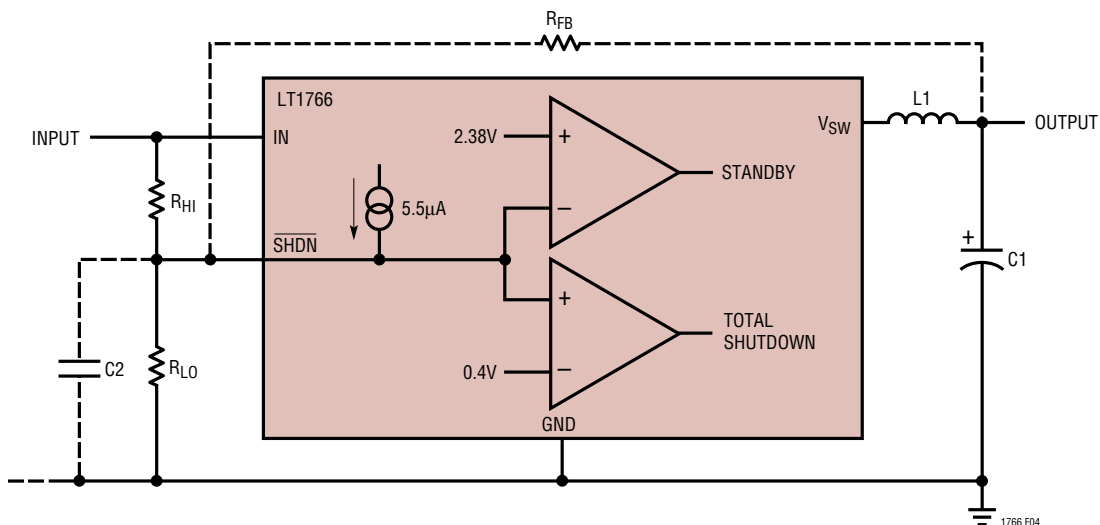 RFB
LT1766
L1
INPUT
IN
2.38V
+
VSW
OUTPUT
STANDBY
RHI
5.5µA
−
+
C1
SHDN
+
TOTAL
SHUTDOWN
C2
RLO
0.4V
−
GND
1766 F04